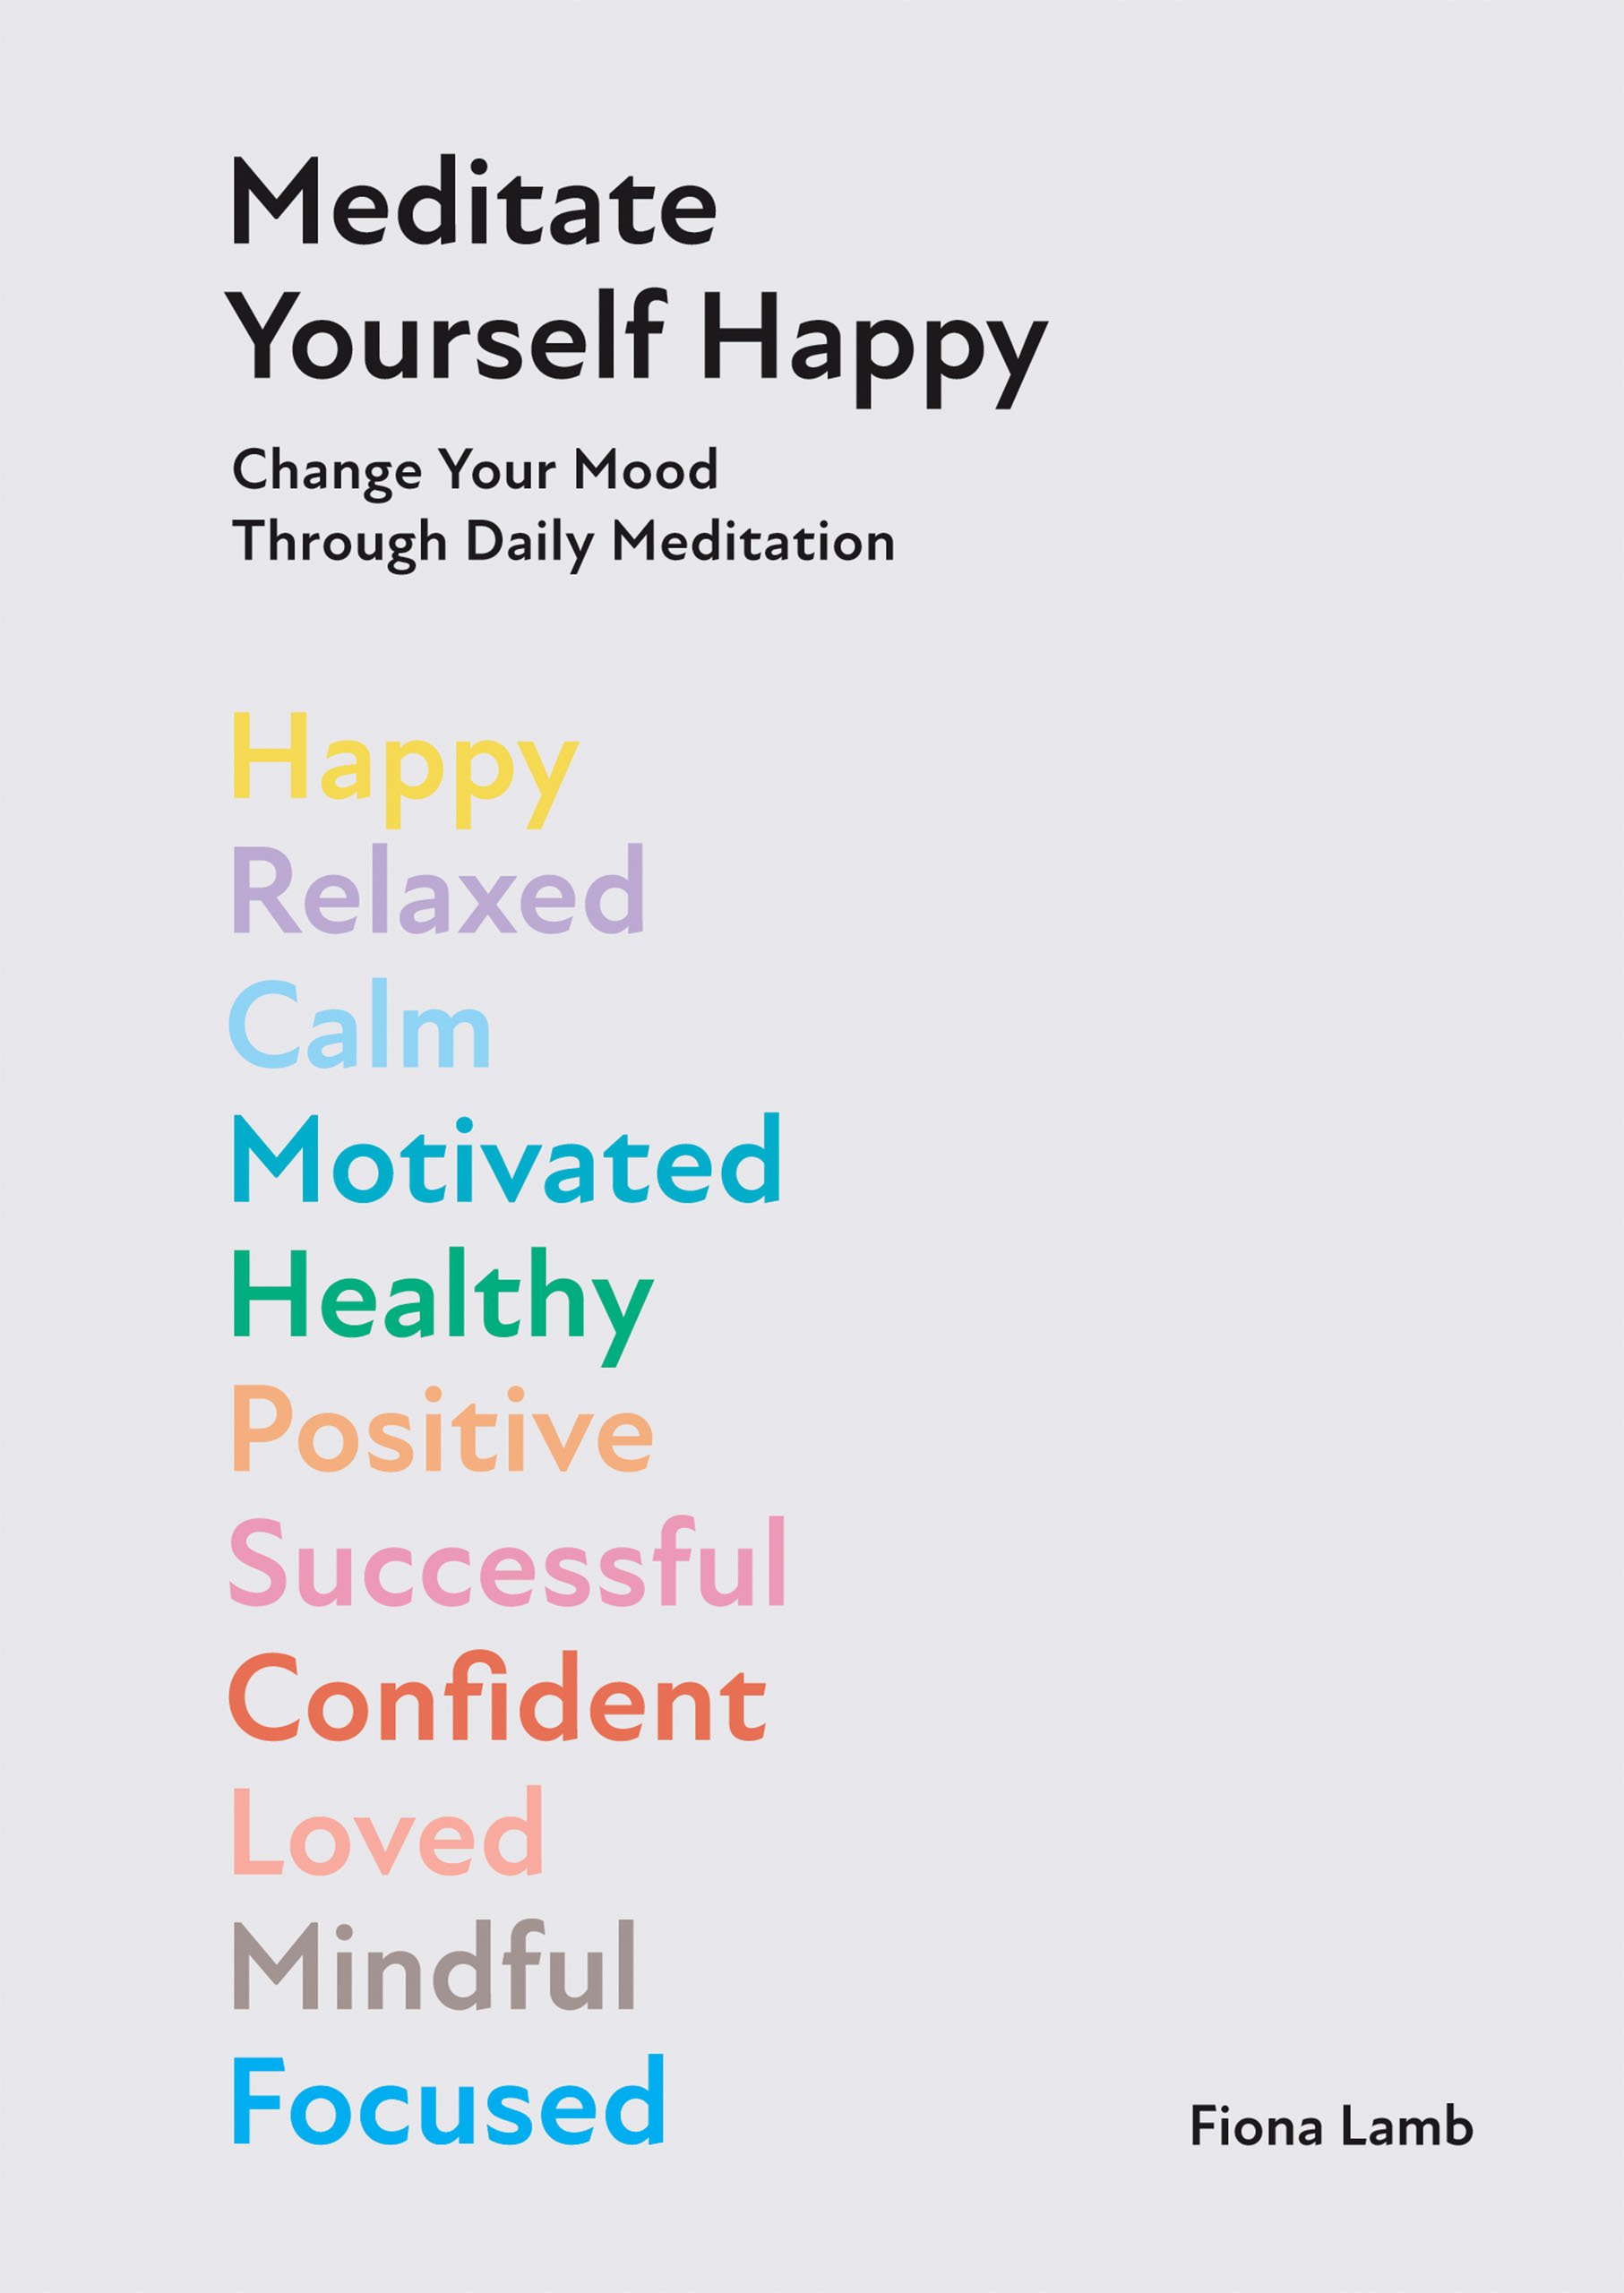 Meditate
Yourself Happy
Change Your Mood
Through Daily Meditation
Happy
Relaxed
Calm
Motivated
Healthy
Positive
Successful
Confident
Loved
Mindful
Focused
Fiona Lamb